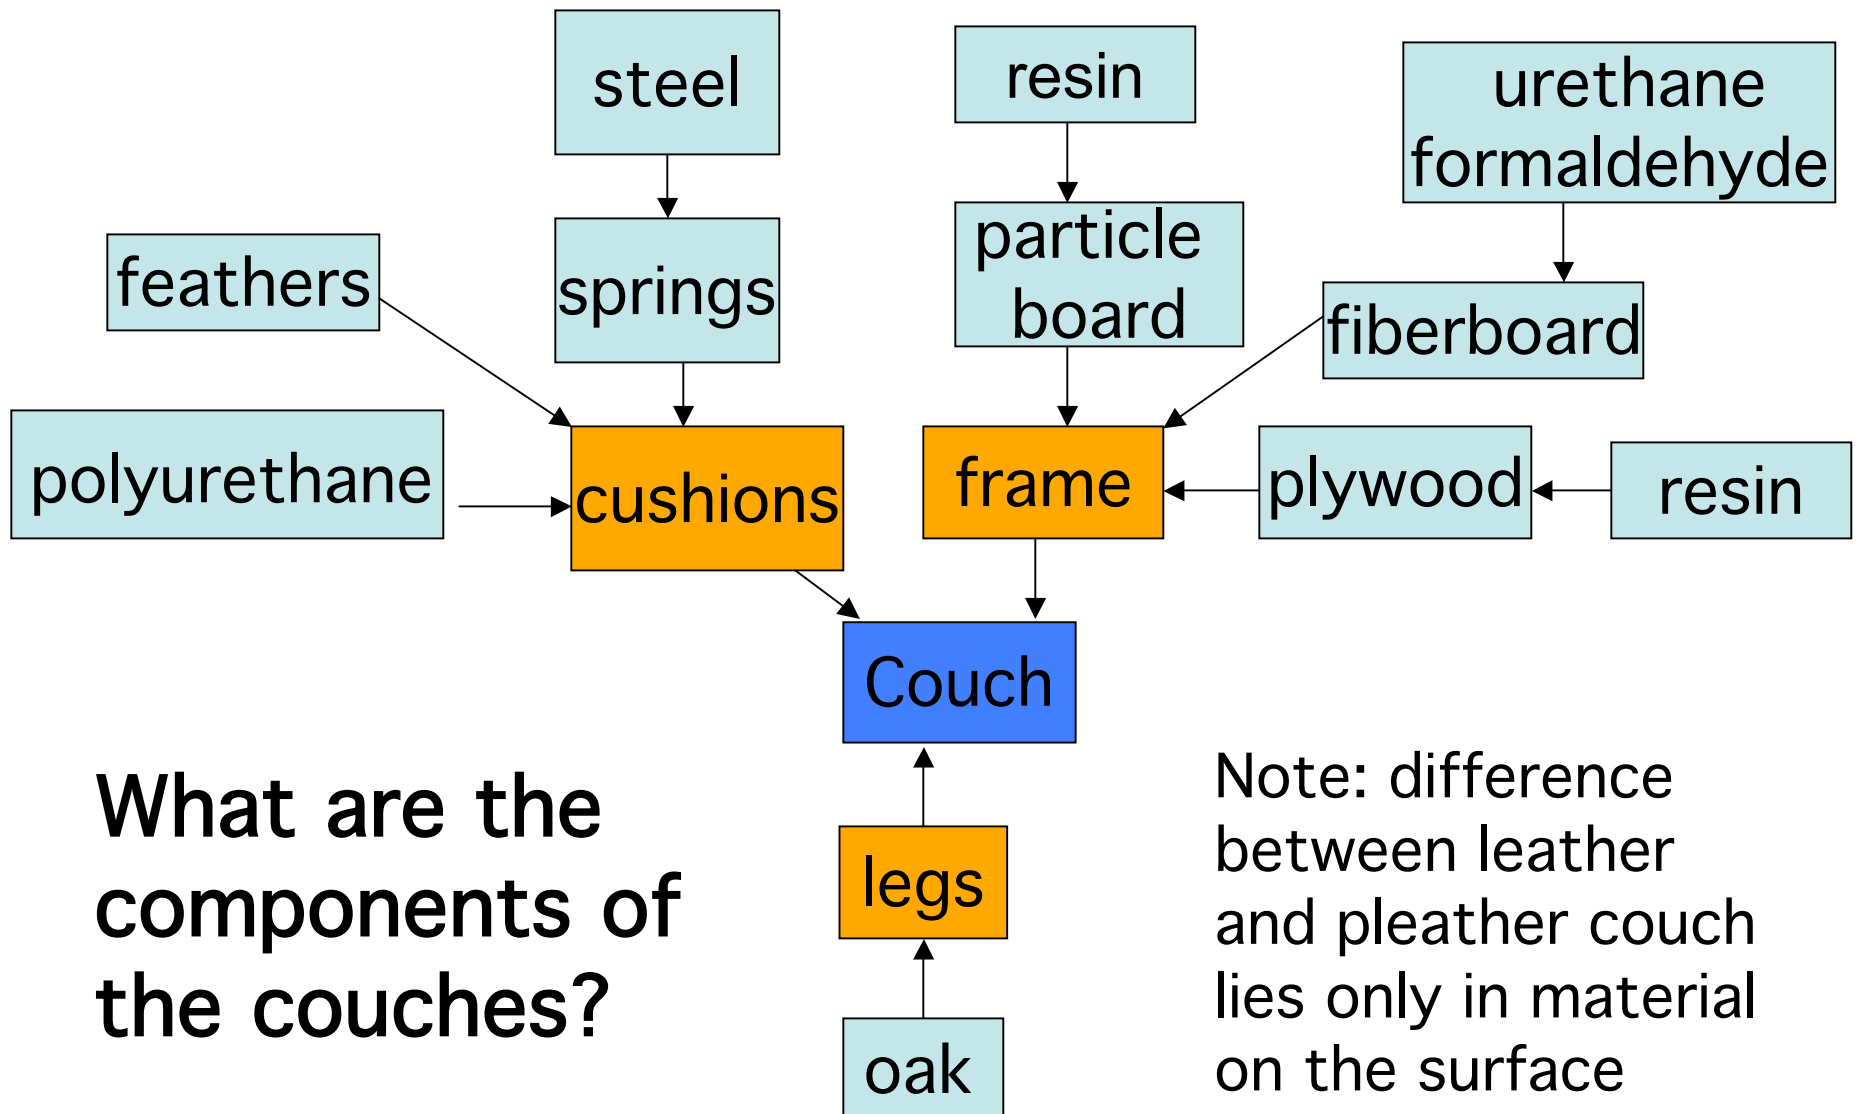 steel
resin
urethane
formaldehyde
particle
board
feathers
springs
fiberboard
polyurethane
cushions
frame
plywood
resin
Couch
What are the
components of
the couches?
legs
oak
Note: difference
between leather
and pleather couch
lies only in material
on the surface